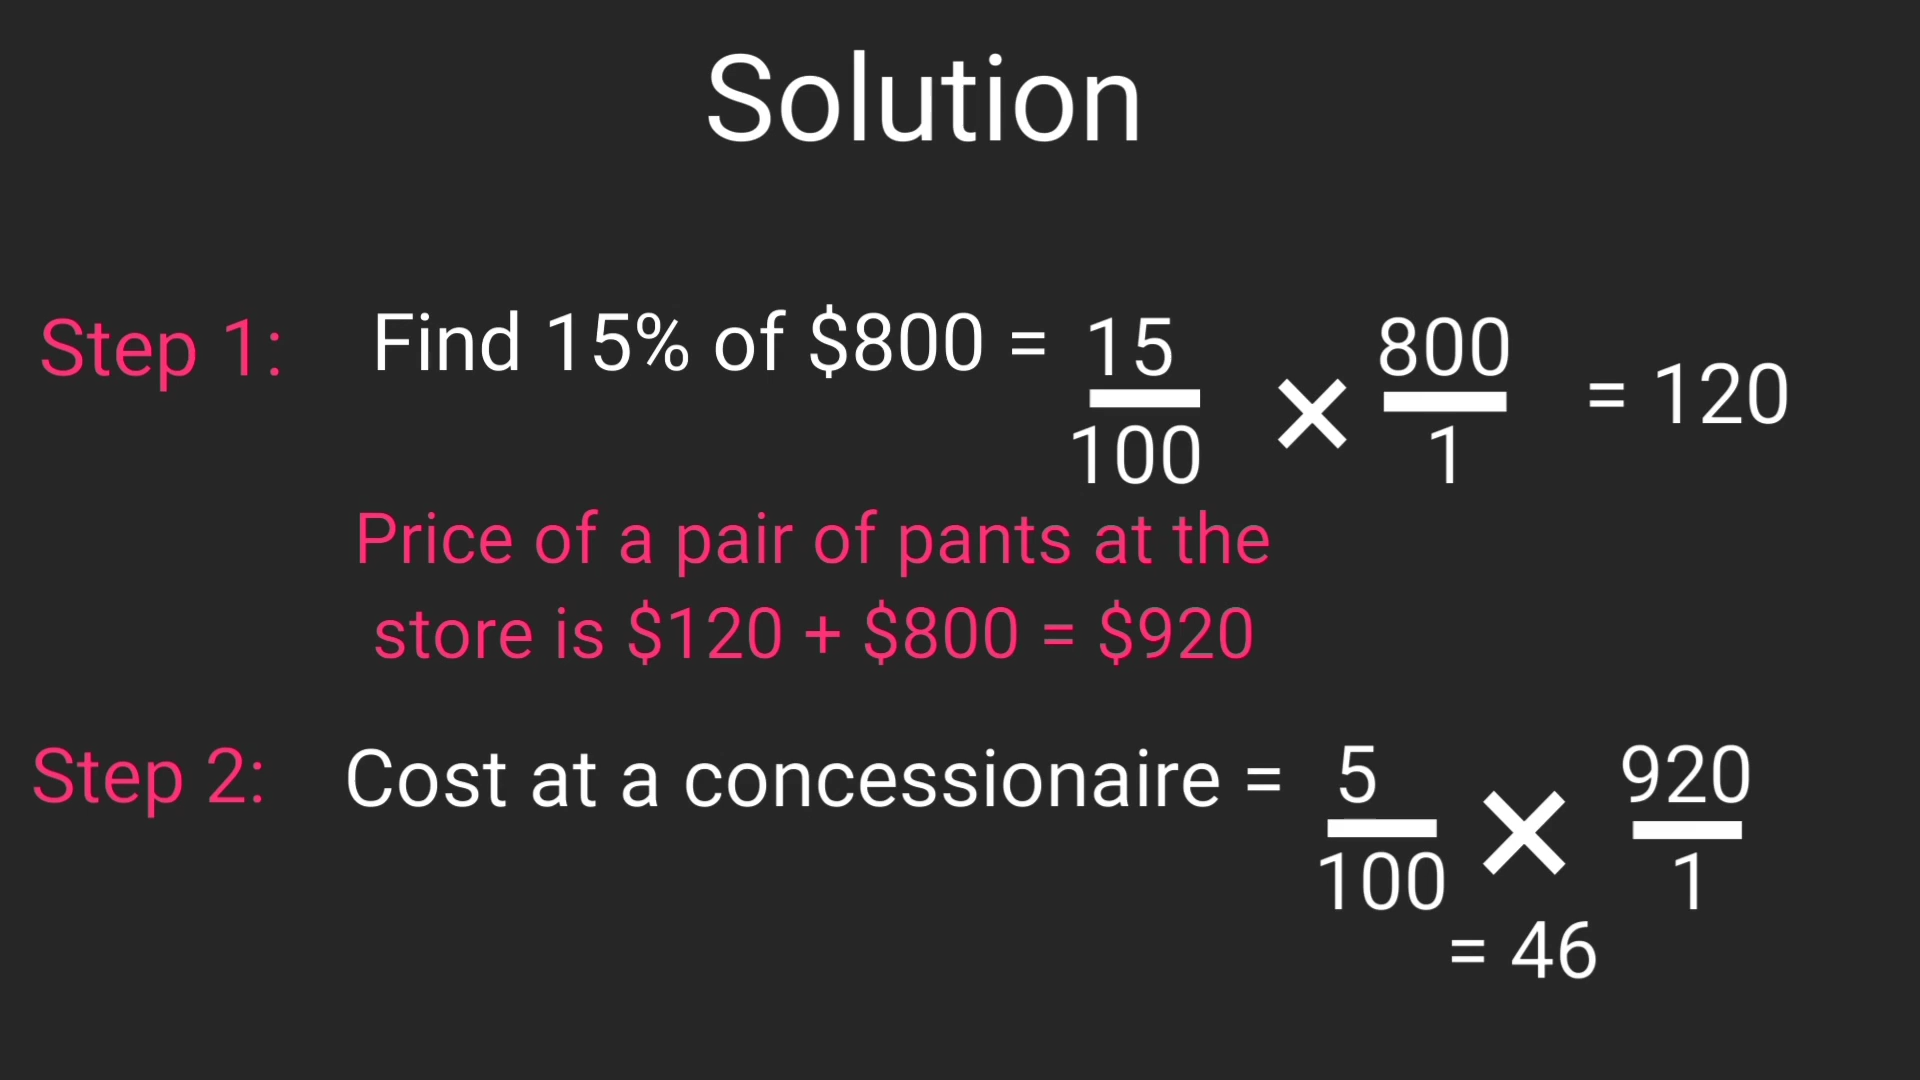 Solution
Step 1: Find 15% of $800 = 15/100 × 800/1 = 120
Price of a pair of pants at the
store is $120 + $800 = $920
Step 2: Cost at a concessionaire = 5/100 × 920/1
= 46